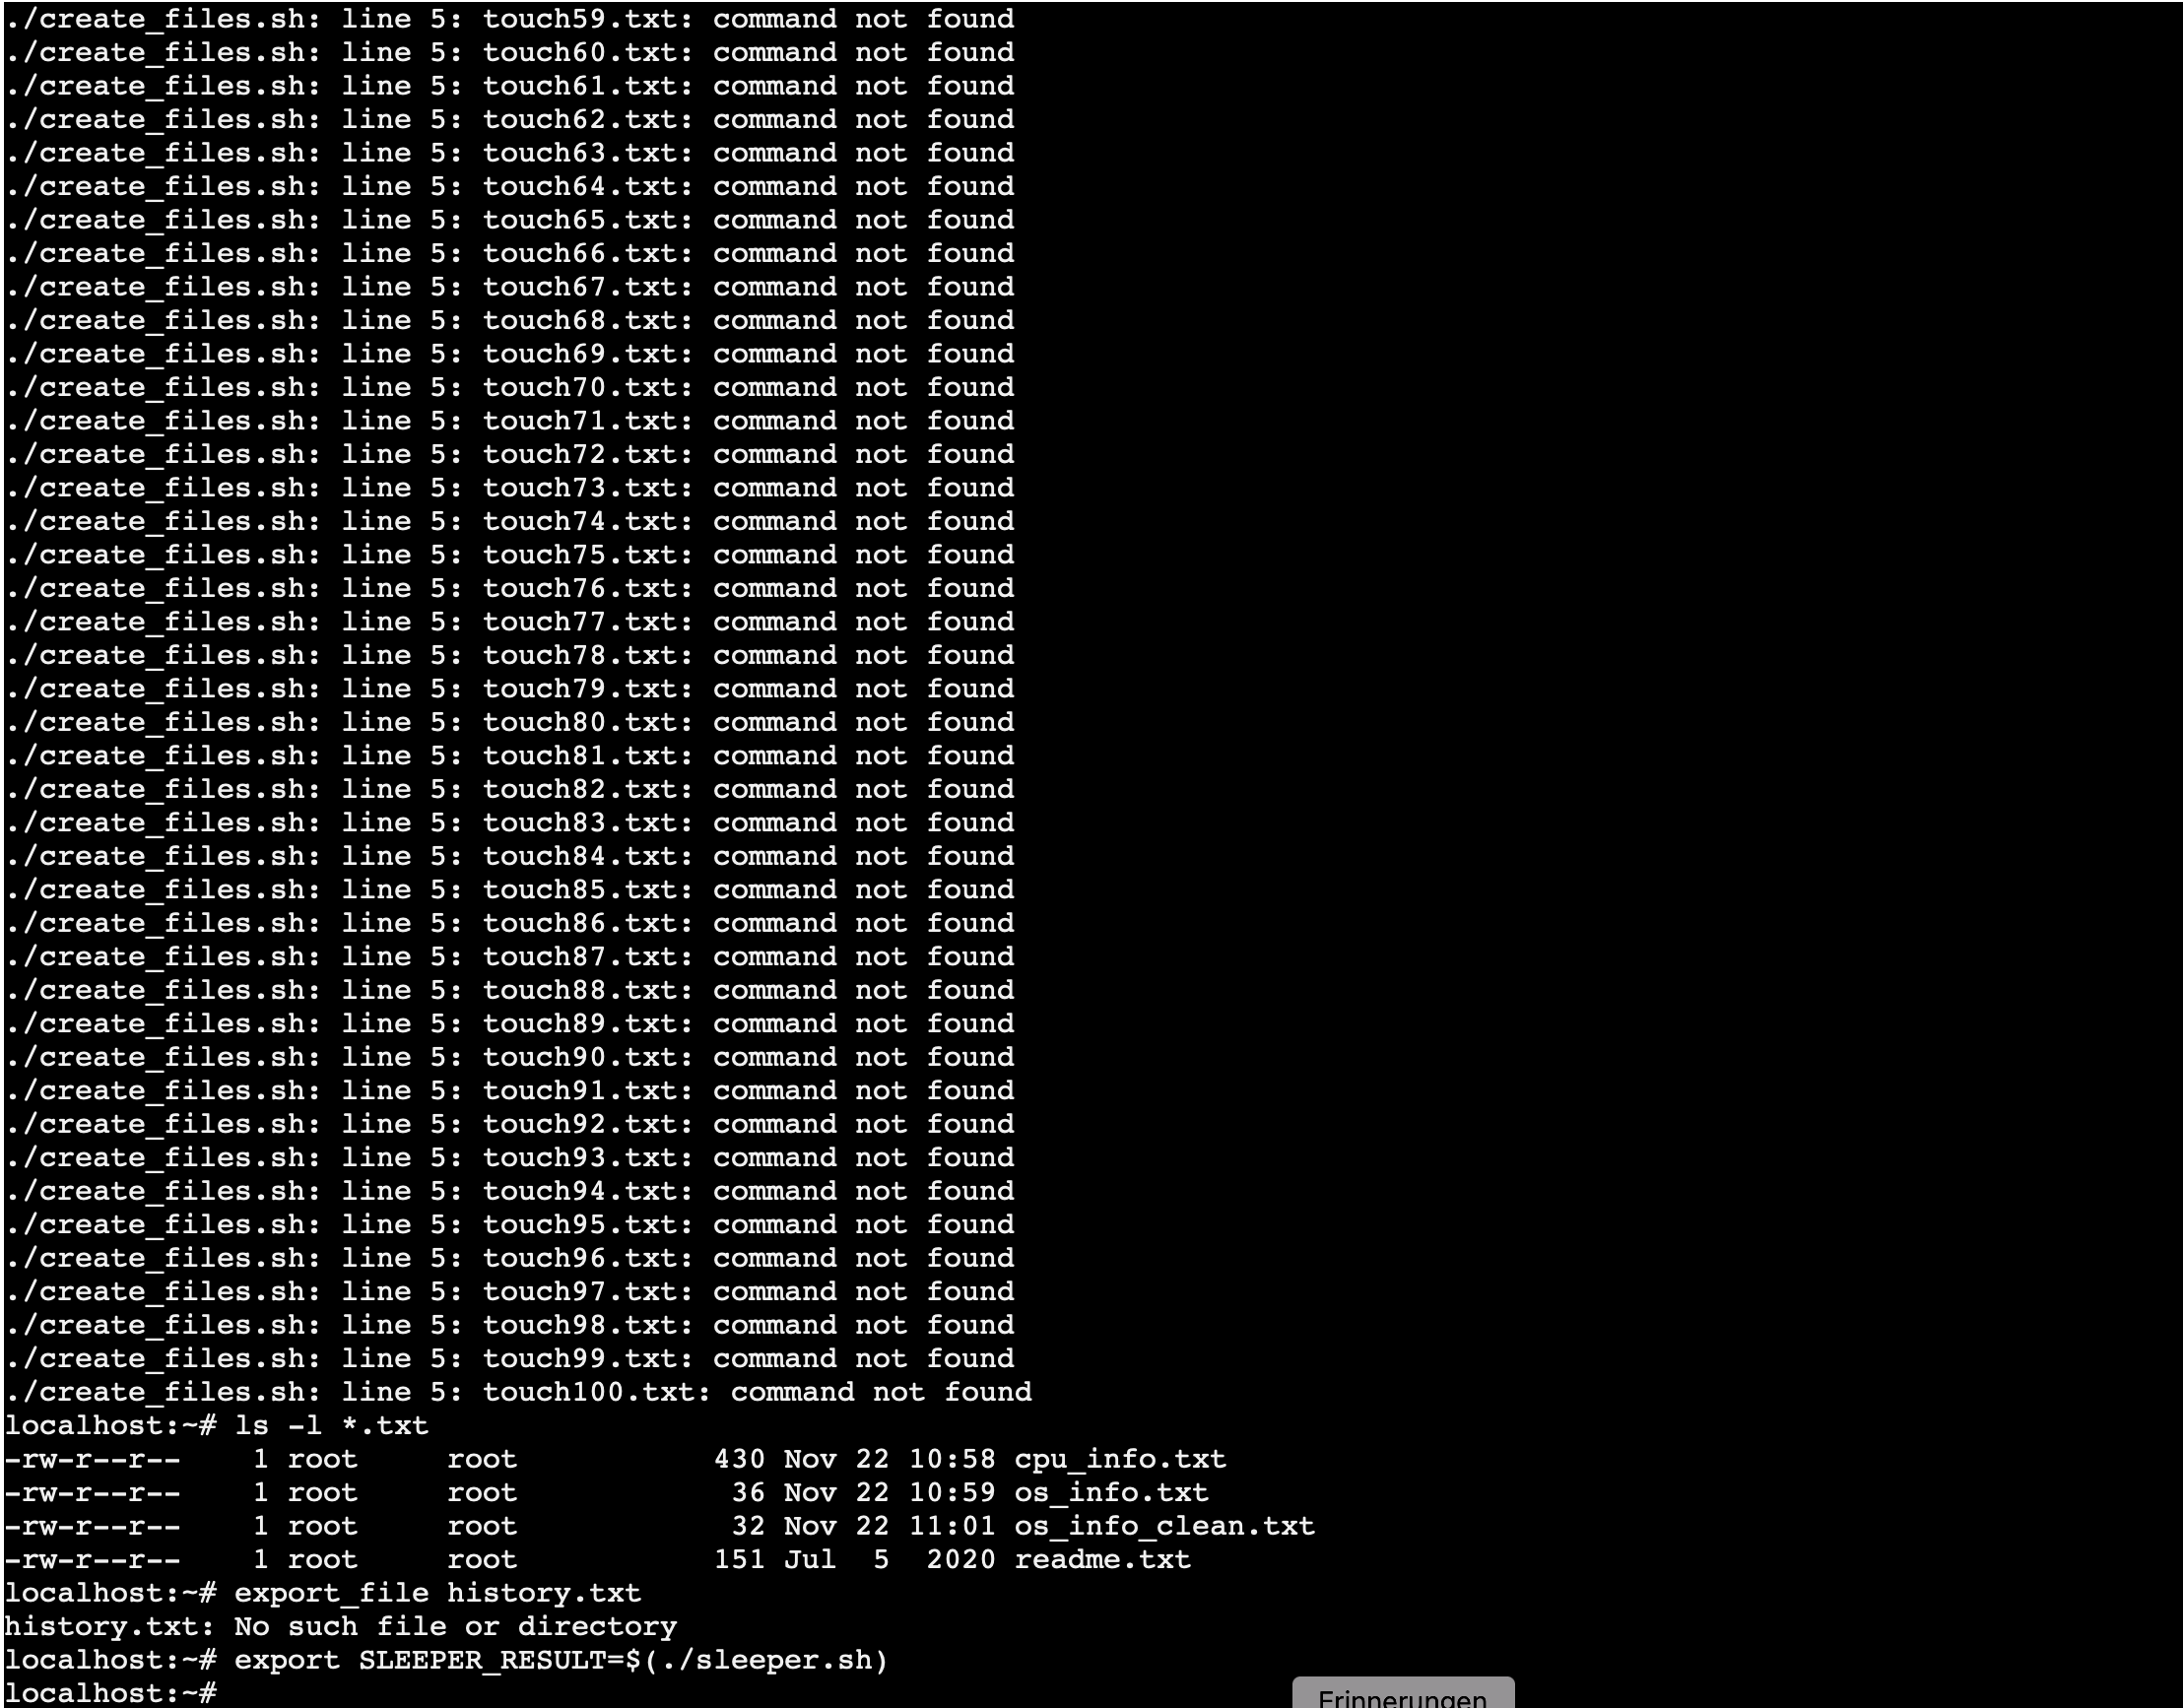 ./create_files.sh: line 5: touch59.txt: command not found
./create_files.sh: line 5: touch60.txt: command not found
./create_files.sh: line 5: touch61.txt: command not found
./create_files.sh: line 5: touch62.txt: command not found
./create_files.sh: line 5: touch63.txt: command not found
./create_files.sh: line 5: touch64.txt: command not found
./create_files.sh: line 5: touch65.txt: command not found
./create_files.sh: line 5: touch66.txt: command not found
./create_files.sh: line 5: touch67.txt: command not found
./create_files.sh: line 5: touch68.txt: command not found
./create_files.sh: line 5: touch69.txt: command not found
./create_files.sh: line 5: touch70.txt: command not found
./create_files.sh: line 5: touch71.txt: command not found
./create_files.sh: line 5: touch72.txt: command not found
./create_files.sh: line 5: touch73.txt: command not found
./create_files.sh: line 5: touch74.txt: command not found
./create_files.sh: line 5: touch75.txt: command not found
./create_files.sh: line 5: touch76.txt: command not found
./create_files.sh: line 5: touch77.txt: command not found
./create_files.sh: line 5: touch78.txt: command not found
./create_files.sh: line 5: touch79.txt: command not found
./create_files.sh: line 5: touch80.txt: command not found
./create_files.sh: line 5: touch81.txt: command not found
./create_files.sh: line 5: touch82.txt: command not found
./create_files.sh: line 5: touch83.txt: command not found
./create_files.sh: line 5: touch84.txt: command not found
./create_files.sh: line 5: touch85.txt: command not found
./create_files.sh: line 5: touch86.txt: command not found
./create_files.sh: line 5: touch87.txt: command not found
./create_files.sh: line 5: touch88.txt: command not found
./create_files.sh: line 5: touch89.txt: command not found
./create_files.sh: line 5: touch90.txt: command not found
./create_files.sh: line 5: touch91.txt: command not found
./create_files.sh: line 5: touch92.txt: command not found
./create_files.sh: line 5: touch93.txt: command not found
./create_files.sh: line 5: touch94.txt: command not found
./create_files.sh: line 5: touch95.txt: command not found
./create_files.sh: line 5: touch96.txt: command not found
./create_files.sh: line 5: touch97.txt: command not found
./create_files.sh: line 5: touch98.txt: command not found
./create_files.sh: line 5: touch99.txt: command not found
./create_files.sh: line 5: touch100.txt: command not found
localhost:~# ls -l *.txt
-rw-r--r--    1 root     root           430 Nov 22 10:58 cpu_info.txt
-rw-r--r--    1 root     root            36 Nov 22 10:59 os_info.txt
-rw-r--r--    1 root     root            32 Nov 22 11:01 os_info_clean.txt
-rw-r--r--    1 root     root           151 Jul  5  2020 readme.txt
localhost:~# export_file history.txt
history.txt: No such file or directory
localhost:~# export SLEEPER_RESULT=$(./sleeper.sh)
localhost:~#
Erinnerungen